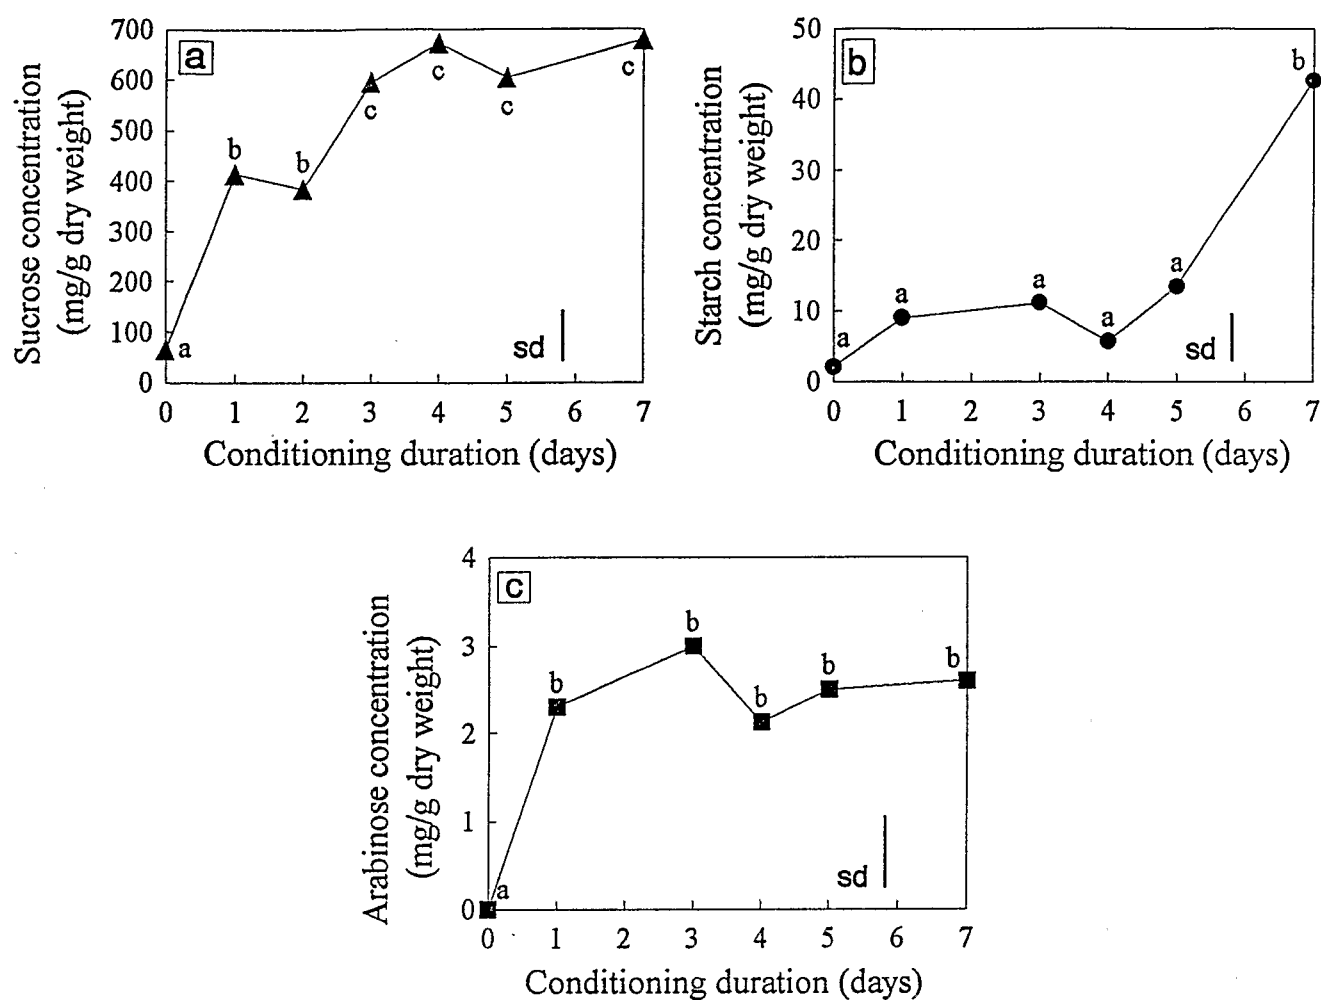 a
Sucrose concentration
(mg/g dry weight)
700
600
500
400
300
200
100
0
a
b
b
c
c
c
c
sd
0 1 2 3 4 5 6 7
Conditioning duration (days)
b
Starch concentration
(mg/g dry weight)
50
40
30
20
10
0
a
a
a
a
a
b
sd
0 1 2 3 4 5 6 7
Conditioning duration (days)
c
Arabinose concentration
(mg/g dry weight)
4
3
2
1
0
a
b
b
b
b
b
sd
0 1 2 3 4 5 6 7
Conditioning duration (days)